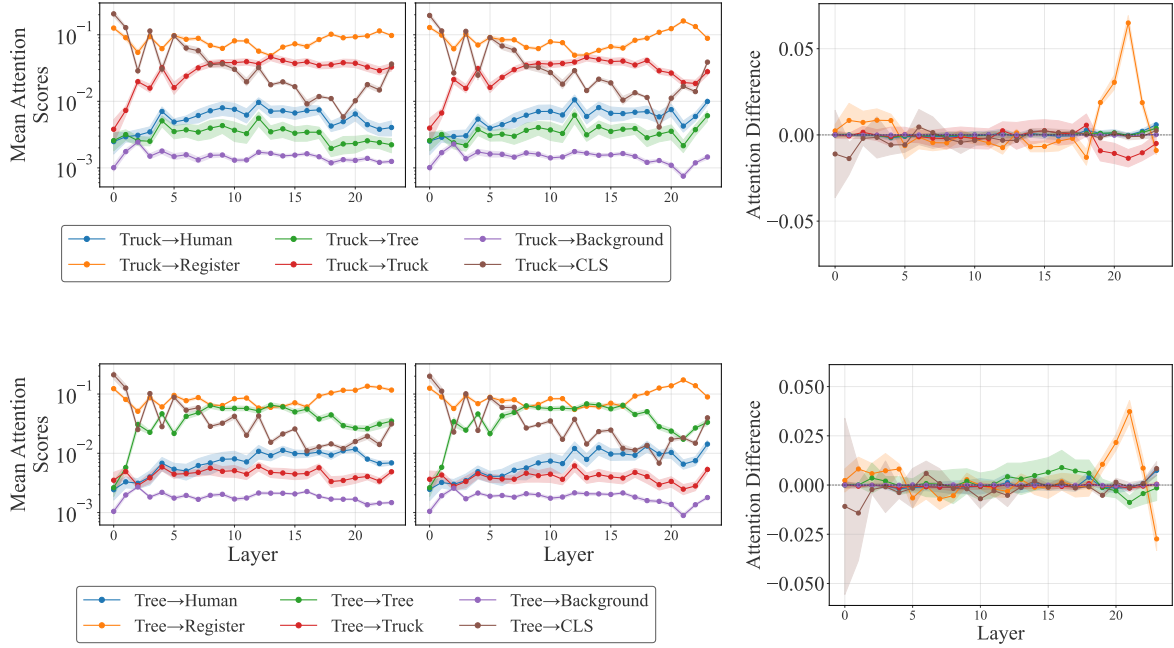 Mean Attention
Scores
10⁻¹
10⁻²
10⁻³
0 5 10 15 20
0 5 10 15 20
Attention Difference
0.05
0.00
−0.05
0 5 10 15 20
Truck→Human
Truck→Tree
Truck→Background
Truck→Register
Truck→Truck
Truck→CLS
Mean Attention
Scores
10⁻¹
10⁻²
10⁻³
0 5 10 15 20
Layer
0 5 10 15 20
Layer
Attention Difference
0.050
0.025
0.000
−0.025
−0.050
0 5 10 15 20
Layer
Tree→Human
Tree→Tree
Tree→Background
Tree→Register
Tree→Truck
Tree→CLS